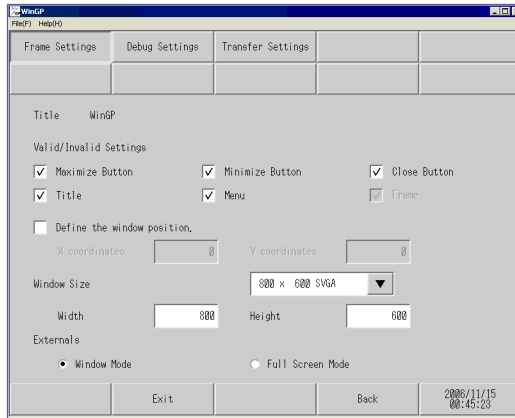 WinGP
File(F) Help(H)
Frame Settings Debug Settings Transfer Settings
Title WinGP
Valid/Invalid Settings
Maximize Button Minimize Button Close Button
Title Menu Frame
Define the window position.
X coordinates 0 Y coordinates 0
Window Size 800 x 600 SVGA
Width 800 Height 600
Externals
Window Mode Full Screen Mode
Exit Back 2006/11/15
00:45:23